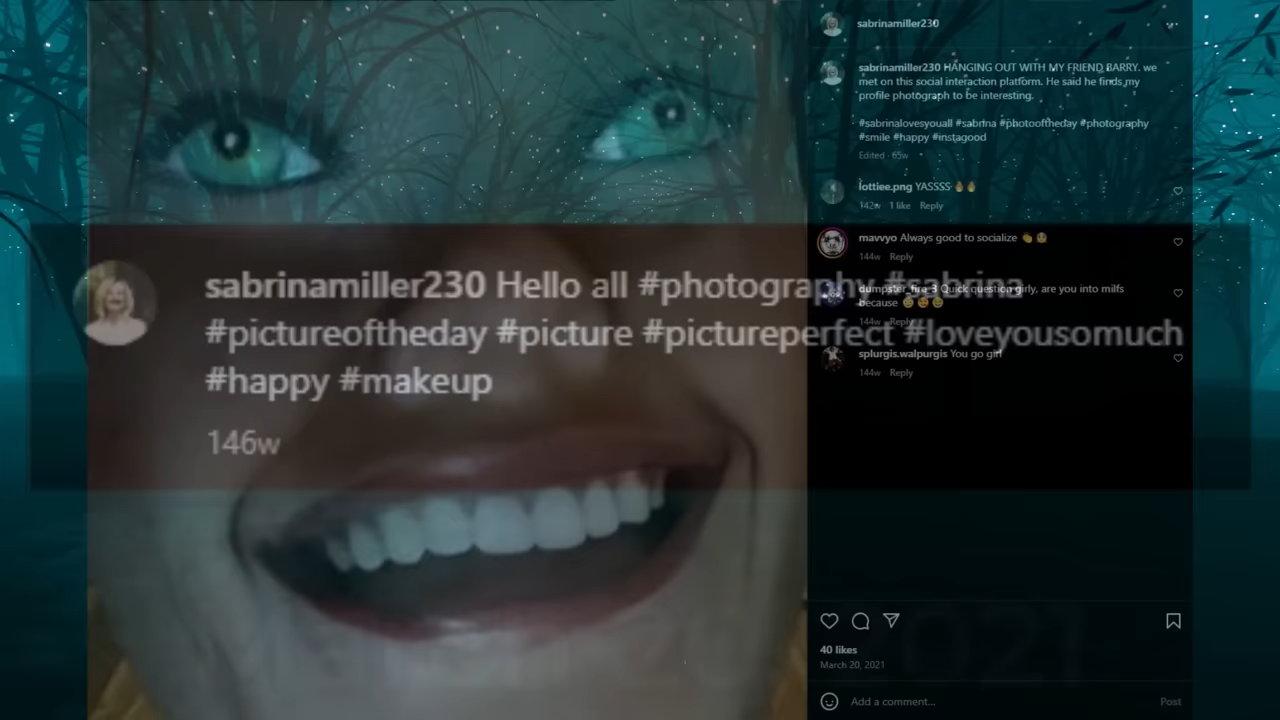 sabrinamiller230
sabrinamiller230 HANGING OUT WITH MY FRIEND BARRY. we
met on this social interaction platform. He said he finds my
profile photograph to be interesting.
#sabrinalovesyouall #sabrina #photooftheday #photography
#smile #happy #instagood
Edited · 65w
lottiee.png YASSSS 🔥🔥
142w 1 like Reply
mavvyo Always good to socialize
144w Reply
dumpster_fire_3 Quick question girly, are you into milfs
because
144w Reply
splurgis.walpurgis You go girl
144w Reply
sabrinamiller230 Hello all #photography #sabrina
#pictureoftheday #picture #pictureperfect #loveyousomuch
#happy #makeup
146w
40 likes
March 20, 2021
Add a comment... Post
2021